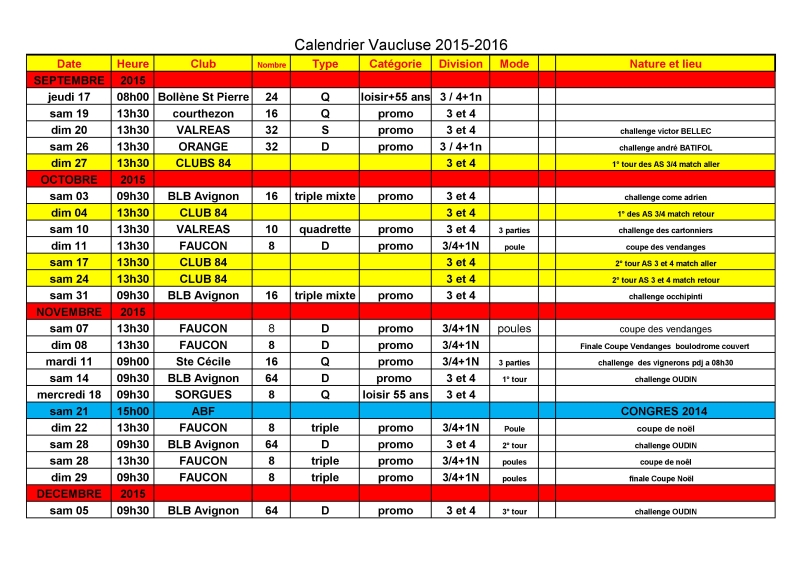 Calendrier Vaucluse 2015-2016
Date Heure Club Nombre Type Catégorie Division Mode Nature et lieu
SEPTEMBRE 2015
jeudi 17 08h00 Bollène St Pierre 24 Q loisir+55 ans 3 / 4+1n
sam 19 13h30 courthezon 16 Q promo 3 et 4
dim 20 13h30 VALREAS 32 S promo 3 et 4 challenge victor BELLEC
sam 26 13h30 ORANGE 32 D promo 3 / 4+1n challenge andré BATIFOL
dim 27 13h30 CLUBS 84 3 et 4 1° tour des AS 3/4 match aller
OCTOBRE 2015
sam 03 09h30 BLB Avignon 16 triple mixte promo 3 et 4 challenge come adrien
dim 04 13h30 CLUB 84 3 et 4 1° des AS 3/4 match retour
sam 10 13h30 VALREAS 10 quadrette promo 3 et 4 3 parties challenge des cartonniers
dim 11 13h30 FAUCON 8 D promo 3/4+1N poule coupe des vendanges
sam 17 13h30 CLUB 84 3 et 4 2° tour AS 3 et 4 match aller
sam 24 13h30 CLUB 84 3 et 4 2° tour AS 3 et 4 match retour
sam 31 09h30 BLB Avignon 16 triple mixte promo 3 et 4 challenge occhipinti
NOVEMBRE 2015
sam 07 13h30 FAUCON 8 D promo 3/4+1N poules coupe des vendanges
dim 08 13h30 FAUCON 8 D promo 3/4+1N Finale Coupe Vendanges boulodrome couvert
mardi 11 09h00 Ste Cécile 16 Q promo 3/4+1N 3 parties challenge des vignerons pdj a 08h30
sam 14 09h30 BLB Avignon 64 D promo 3 et 4 1° tour challenge OUDIN
mercredi 18 09h30 SORGUES 8 Q loisir 55 ans 3 et 4
sam 21 15h00 ABF CONGRES 2014
dim 22 13h30 FAUCON 8 triple promo 3/4+1N Poule coupe de noël
sam 28 09h30 BLB Avignon 64 D promo 3 et 4 2° tour challenge OUDIN
sam 28 13h30 FAUCON 8 triple promo 3/4+1N poules coupe de noël
dim 29 09h30 FAUCON 8 triple promo 3/4+1N poules finale Coupe Noël
DECEMBRE 2015
sam 05 09h30 BLB Avignon 64 D promo 3 et 4 3° tour challenge OUDIN